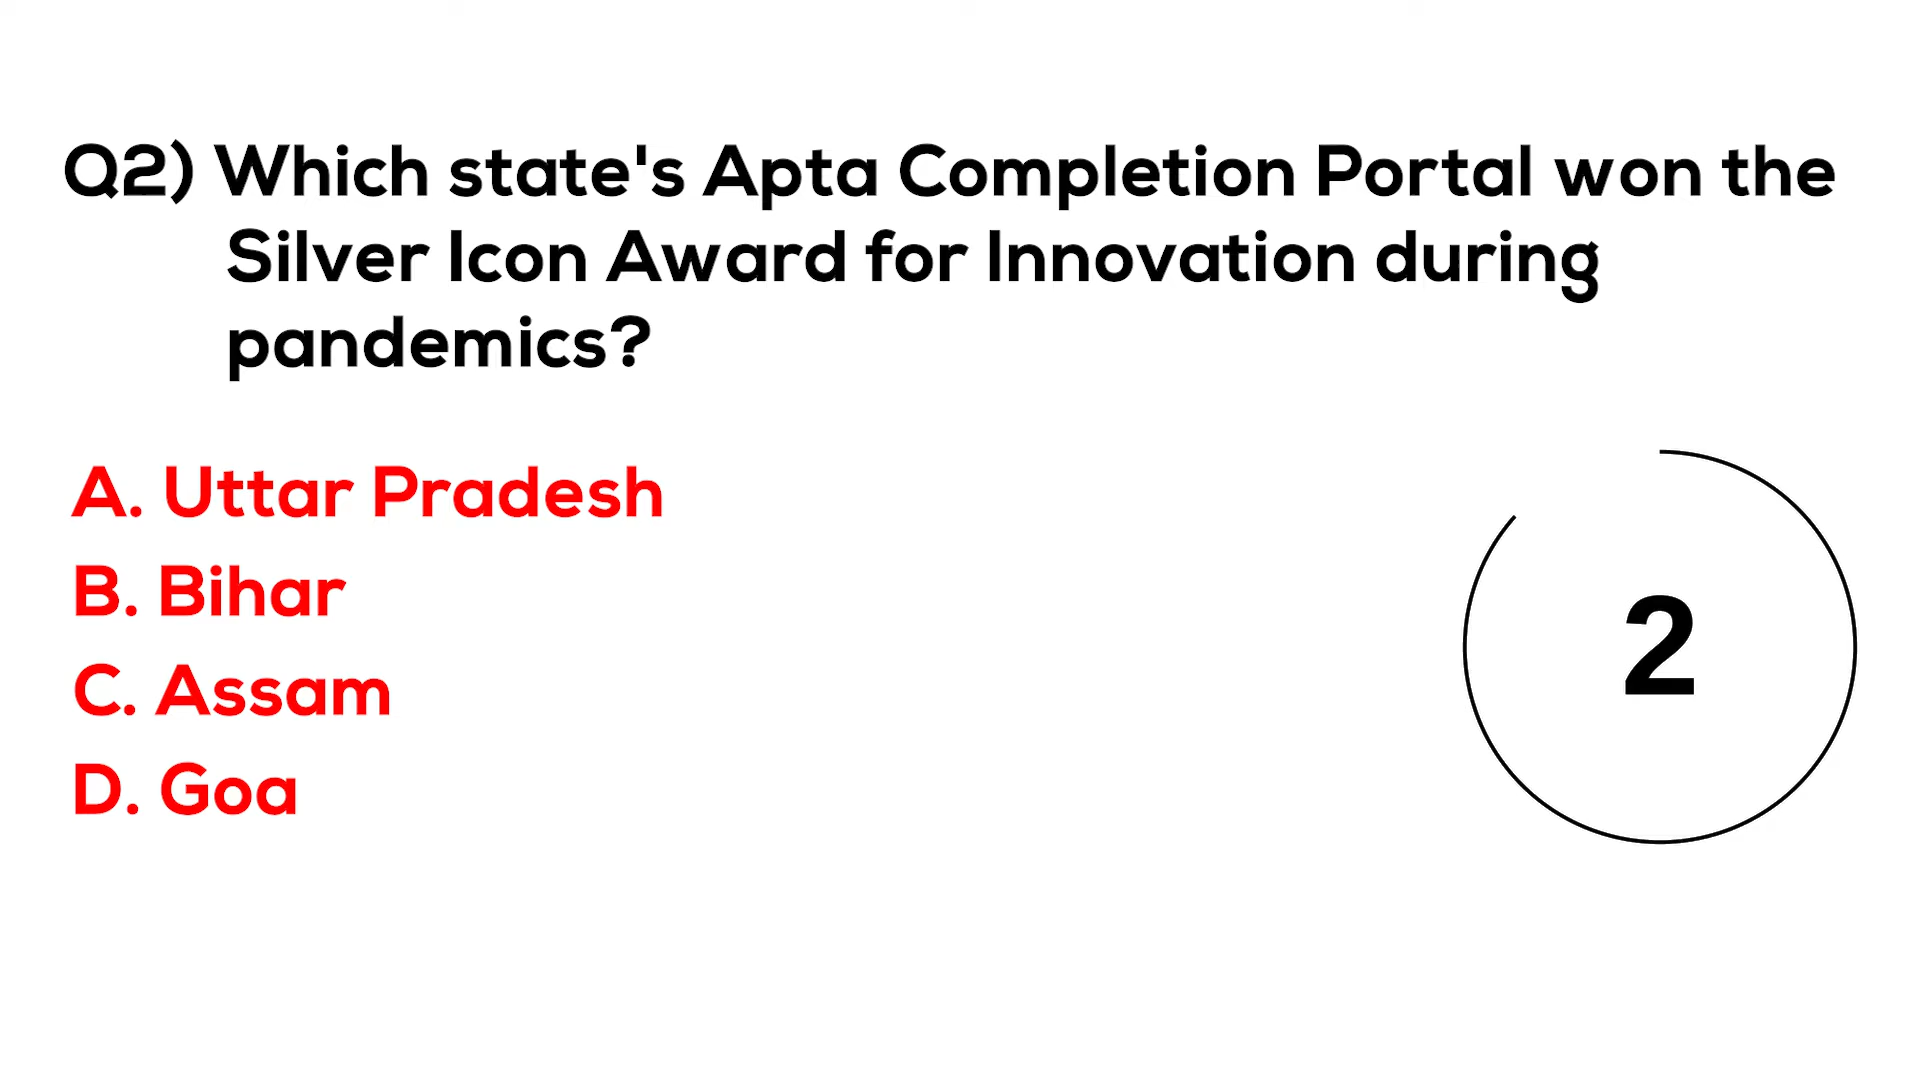 Q2) Which state's Apta Completion Portal won the
Silver Icon Award for Innovation during
pandemics?
A. Uttar Pradesh
B. Bihar
C. Assam
D. Goa
2